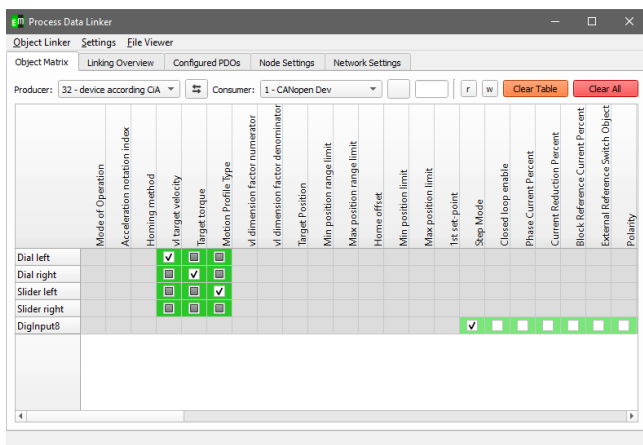 EM Process Data Linker
Object Linker Settings File Viewer
Object Matrix Linking Overview Configured PDOs Node Settings Network Settings
Producer: 32 - device according CiA Consumer: 1 - CANopen Dev r w Clear Table Clear All
Mode of Operation
Acceleration notation index
Homing method
vl target velocity
Target torque
Motion Profile Type
vl dimension factor numerator
vl dimension factor denominator
Target Position
Min position range limit
Max position range limit
Home offset
Min position limit
Max position limit
1st set-point
Step Mode
Closed loop enable
Phase Current Percent
Current Reduction Percent
Block Reference Current Percent
External Reference Switch Object
Polarity
Dial left
Dial right
Slider left
Slider right
DigInput8